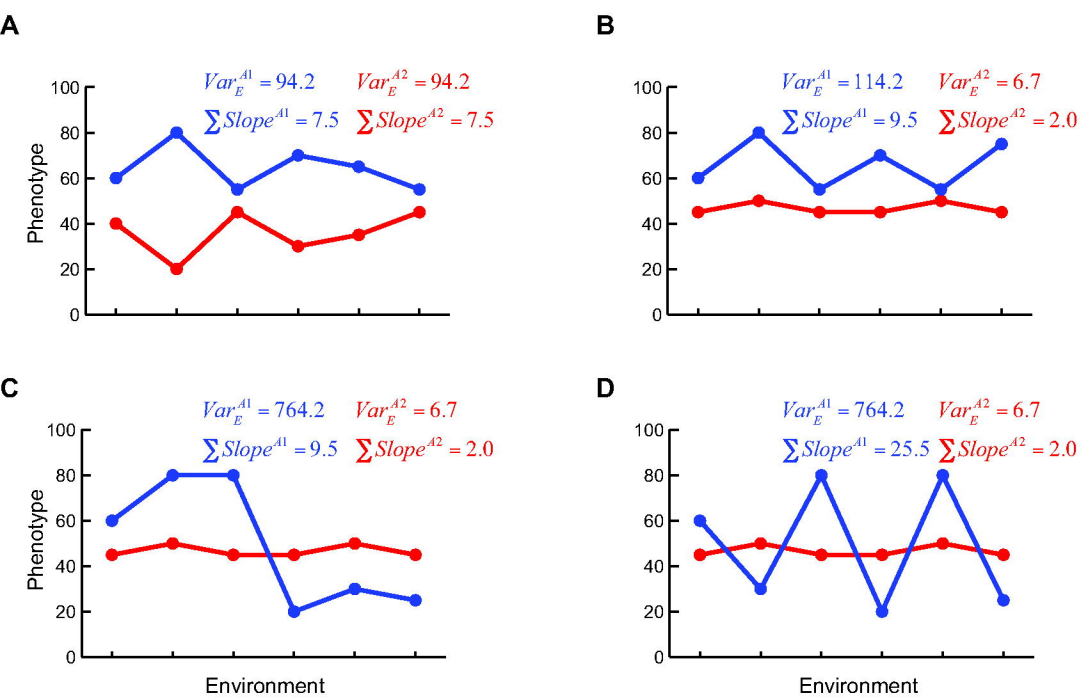 A
Var_E^{A1} = 94.2 Var_E^{A2} = 94.2
∑Slope^{A1} = 7.5 ∑Slope^{A2} = 7.5
Phenotype
100
80
60
40
20
0
B
Var_E^{A1} = 114.2 Var_E^{A2} = 6.7
∑Slope^{A1} = 9.5 ∑Slope^{A2} = 2.0
100
80
60
40
20
0
C
Var_E^{A1} = 764.2 Var_E^{A2} = 6.7
∑Slope^{A1} = 9.5 ∑Slope^{A2} = 2.0
Phenotype
100
80
60
40
20
0
Environment
D
Var_E^{A1} = 764.2 Var_E^{A2} = 6.7
∑Slope^{A1} = 25.5 ∑Slope^{A2} = 2.0
100
80
60
40
20
0
Environment